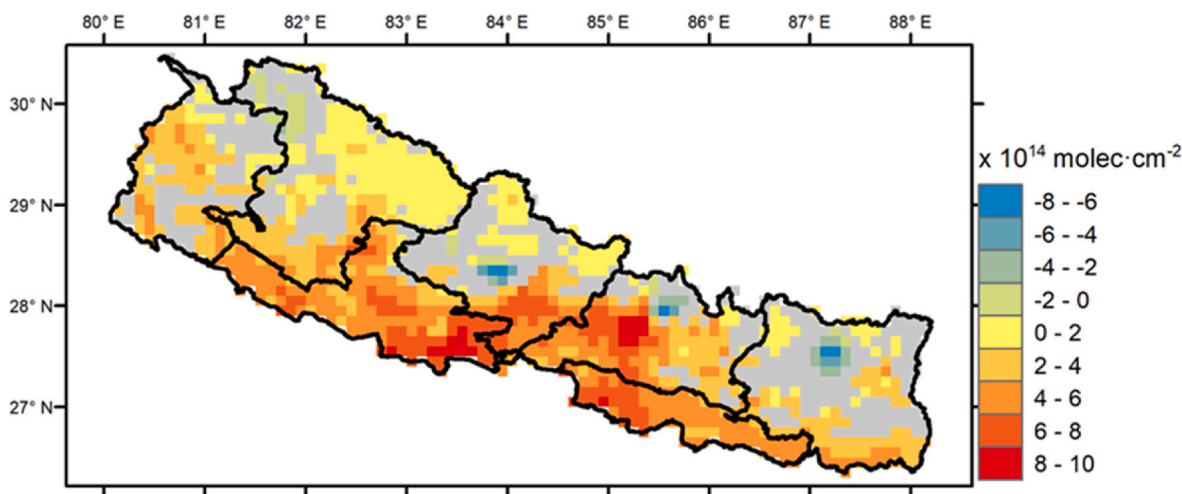 80° E 81° E 82° E 83° E 84° E 85° E 86° E 87° E 88° E
30° N
29° N
28° N
27° N
x 10¹⁴ molec·cm⁻²
-8 - -6
-6 - -4
-4 - -2
-2 - 0
0 - 2
2 - 4
4 - 6
6 - 8
8 - 10